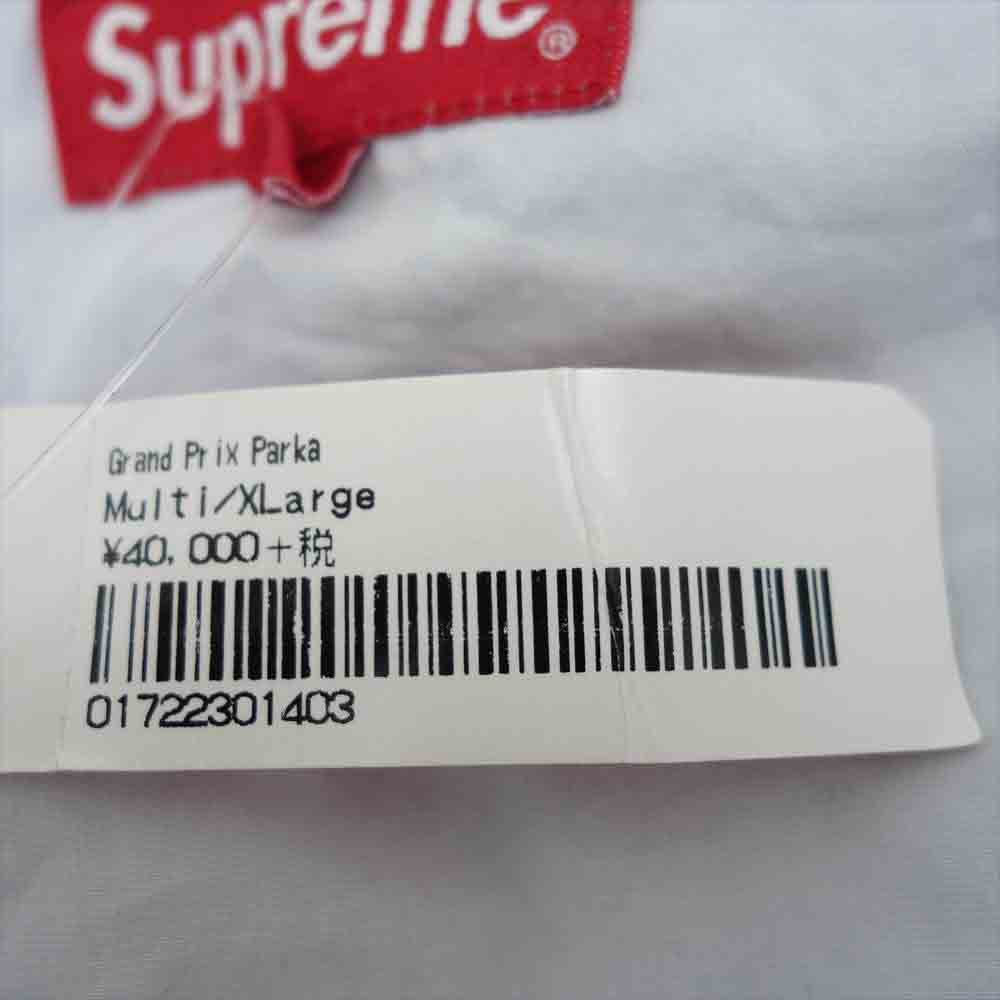 Supreme®
Grand Prix Parka
Multi/XLarge
¥40,000+税
01722301403